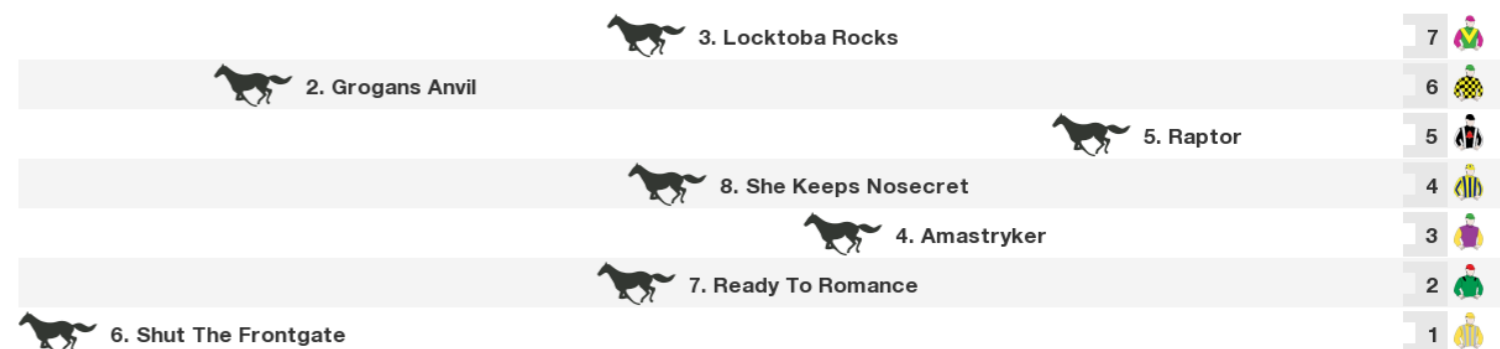 3. Locktoba Rocks 7
2. Grogans Anvil 6
5. Raptor 5
8. She Keeps Nosecret 4
4. Amastryker 3
7. Ready To Romance 2
6. Shut The Frontgate 1